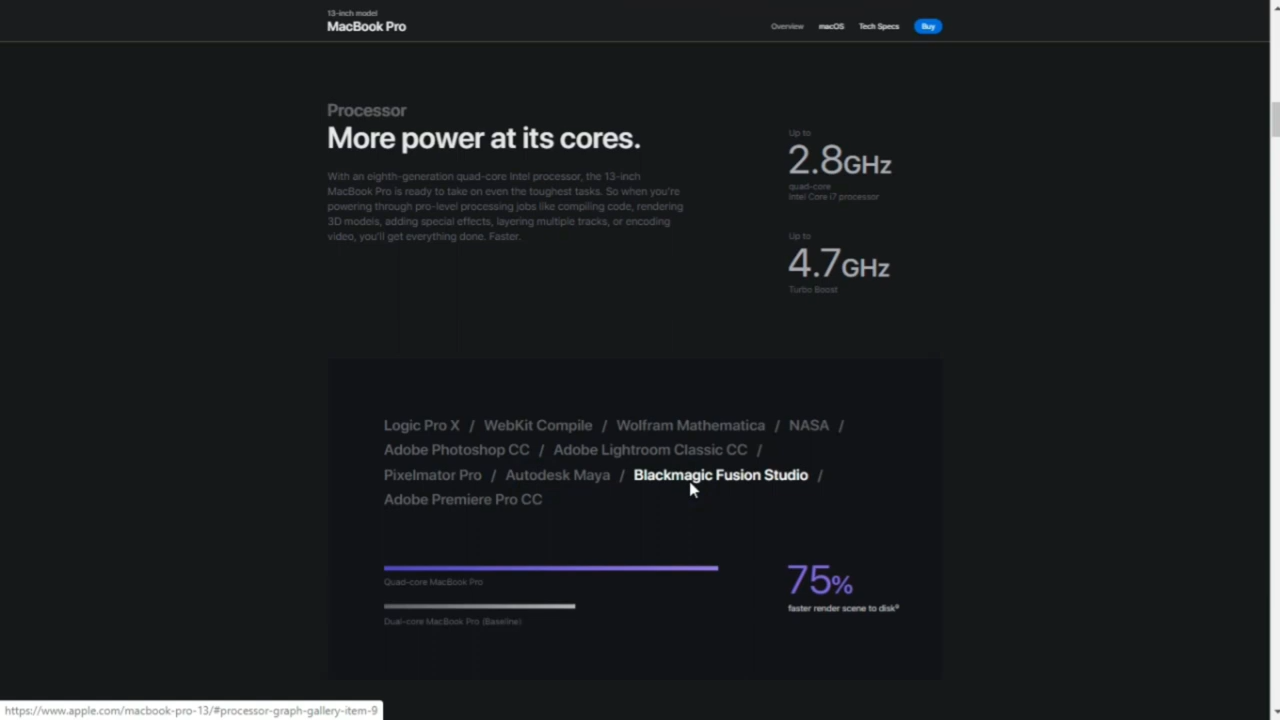 13-inch model
MacBook Pro
Overview macOS Tech Specs Buy
Processor
More power at its cores.
With an eighth-generation quad-core Intel processor, the 13-inch
MacBook Pro is ready to take on even the toughest tasks. So when you're
powering through pro-level processing jobs like compiling code, rendering
3D models, adding special effects, layering multiple tracks, or encoding
video, you'll get everything done. Faster.
Up to
2.8GHz
quad-core
Intel Core i7 processor
Up to
4.7GHz
Turbo Boost
Logic Pro X / WebKit Compile / Wolfram Mathematica / NASA /
Adobe Photoshop CC / Adobe Lightroom Classic CC /
Pixelmator Pro / Autodesk Maya / Blackmagic Fusion Studio /
Adobe Premiere Pro CC
Quad-core MacBook Pro
Dual-core MacBook Pro (Baseline)
75%
faster render scene to disk
https://www.apple.com/macbook-pro-13/#processor-graph-gallery-item-9